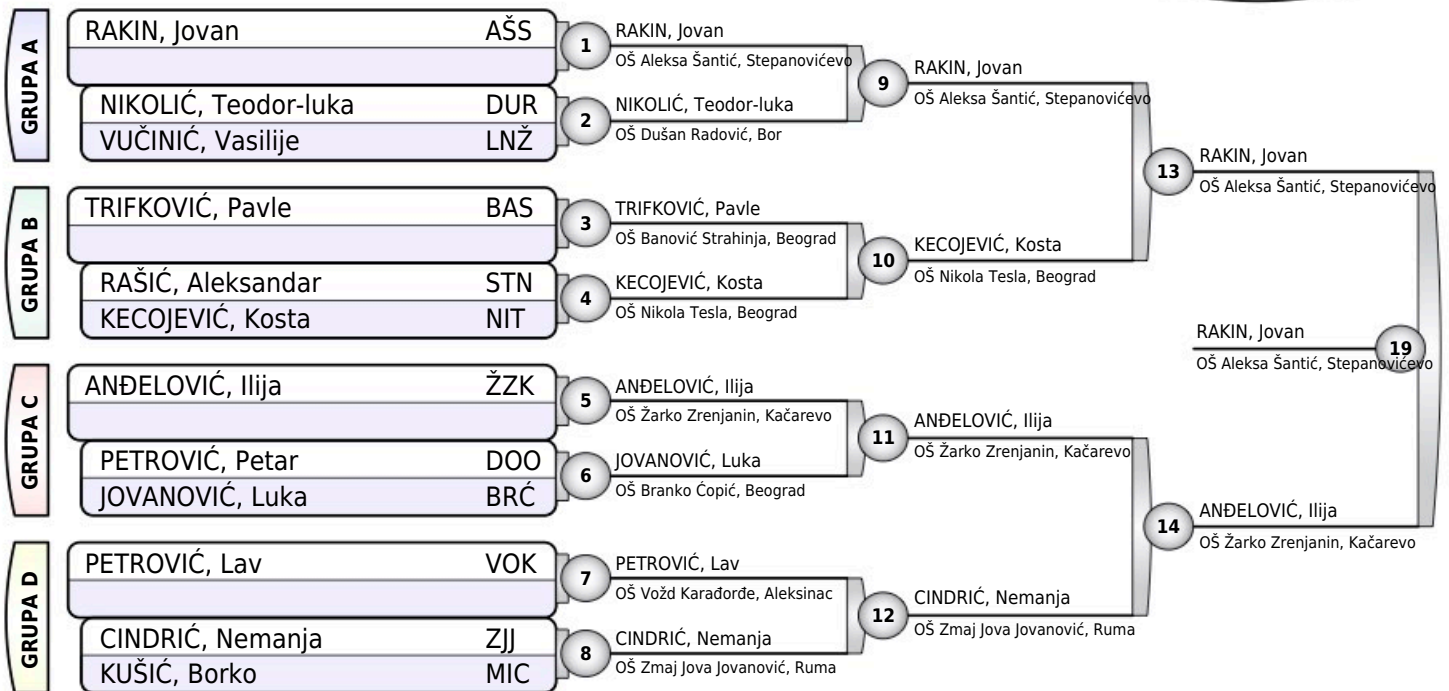 GRUPA A
RAKIN, Jovan AŠS
NIKOLIĆ, Teodor-luka DUR
VUČINIĆ, Vasilije LNŽ
GRUPA B
TRIFKOVIĆ, Pavle BAS
RAŠIĆ, Aleksandar STN
KECOJEVIĆ, Kosta NIT
GRUPA C
ANĐELOVIĆ, Ilija ŽZK
PETROVIĆ, Petar DOO
JOVANOVIĆ, Luka BRĆ
GRUPA D
PETROVIĆ, Lav VOK
CINDRIĆ, Nemanja ZJJ
KUŠIĆ, Borko MIC
1
RAKIN, Jovan
OŠ Aleksa Šantić, Stepanovićevo
2
NIKOLIĆ, Teodor-luka
OŠ Dušan Radović, Bor
3
TRIFKOVIĆ, Pavle
OŠ Banović Strahinja, Beograd
4
KECOJEVIĆ, Kosta
OŠ Nikola Tesla, Beograd
5
ANĐELOVIĆ, Ilija
OŠ Žarko Zrenjanin, Kačarevo
6
JOVANOVIĆ, Luka
OŠ Branko Ćopić, Beograd
7
PETROVIĆ, Lav
OŠ Vožd Karađorđe, Aleksinac
8
CINDRIĆ, Nemanja
OŠ Zmaj Jova Jovanović, Ruma
9
RAKIN, Jovan
OŠ Aleksa Šantić, Stepanovićevo
10
KECOJEVIĆ, Kosta
OŠ Nikola Tesla, Beograd
11
ANĐELOVIĆ, Ilija
OŠ Žarko Zrenjanin, Kačarevo
12
CINDRIĆ, Nemanja
OŠ Zmaj Jova Jovanović, Ruma
13
RAKIN, Jovan
OŠ Aleksa Šantić, Stepanovićevo
14
ANĐELOVIĆ, Ilija
OŠ Žarko Zrenjanin, Kačarevo
RAKIN, Jovan
19
OŠ Aleksa Šantić, Stepanovićevo